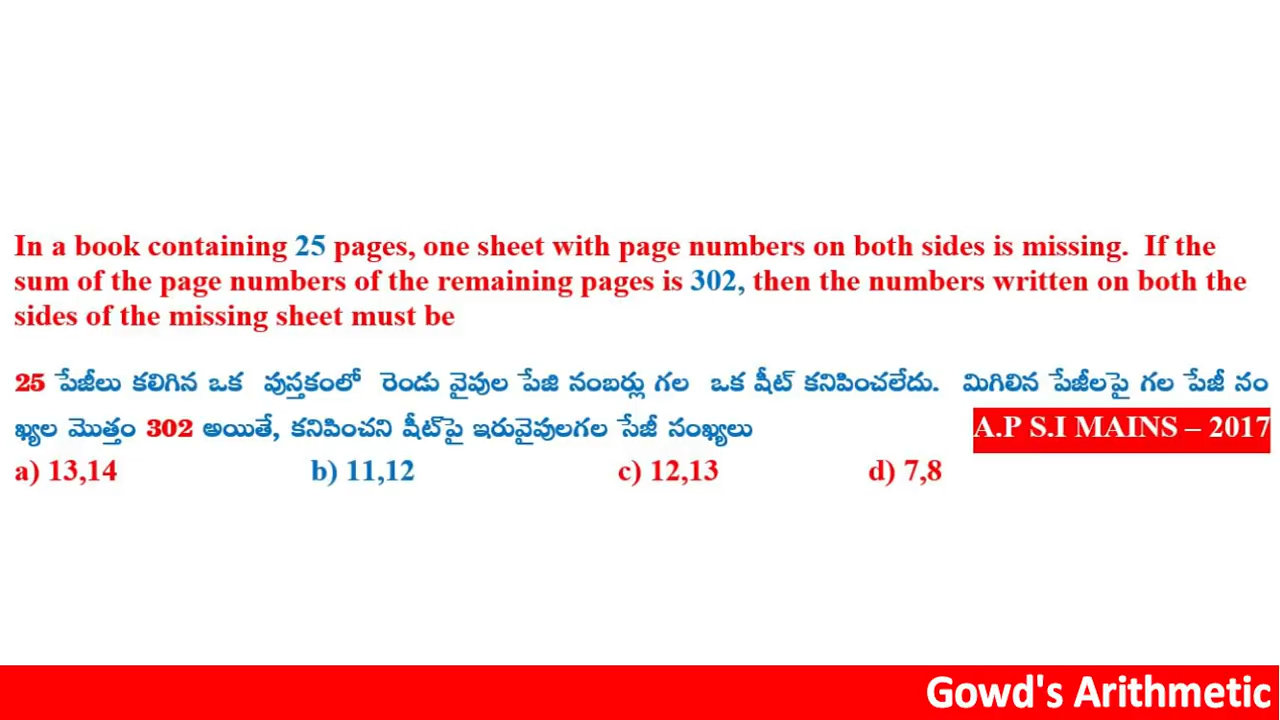 In a book containing 25 pages, one sheet with page numbers on both sides is missing. If the
sum of the page numbers of the remaining pages is 302, then the numbers written on both the
sides of the missing sheet must be
25 పేజీలు కలిగిన ఒక పుస్తకంలో రెండు వైపుల పేజి నంబర్లు గల ఒక షీట్ కనిపించలేదు. మిగిలిన పేజీలపై గల పేజీ నం
ఖ్యల మొత్తం 302 అయితే, కనిపించని షీట్‌పై ఇరువైపులగల సేజీ సంఖ్యలు A.P S.I MAINS – 2017
a) 13,14 b) 11,12 c) 12,13 d) 7,8
Gowd's Arithmetic